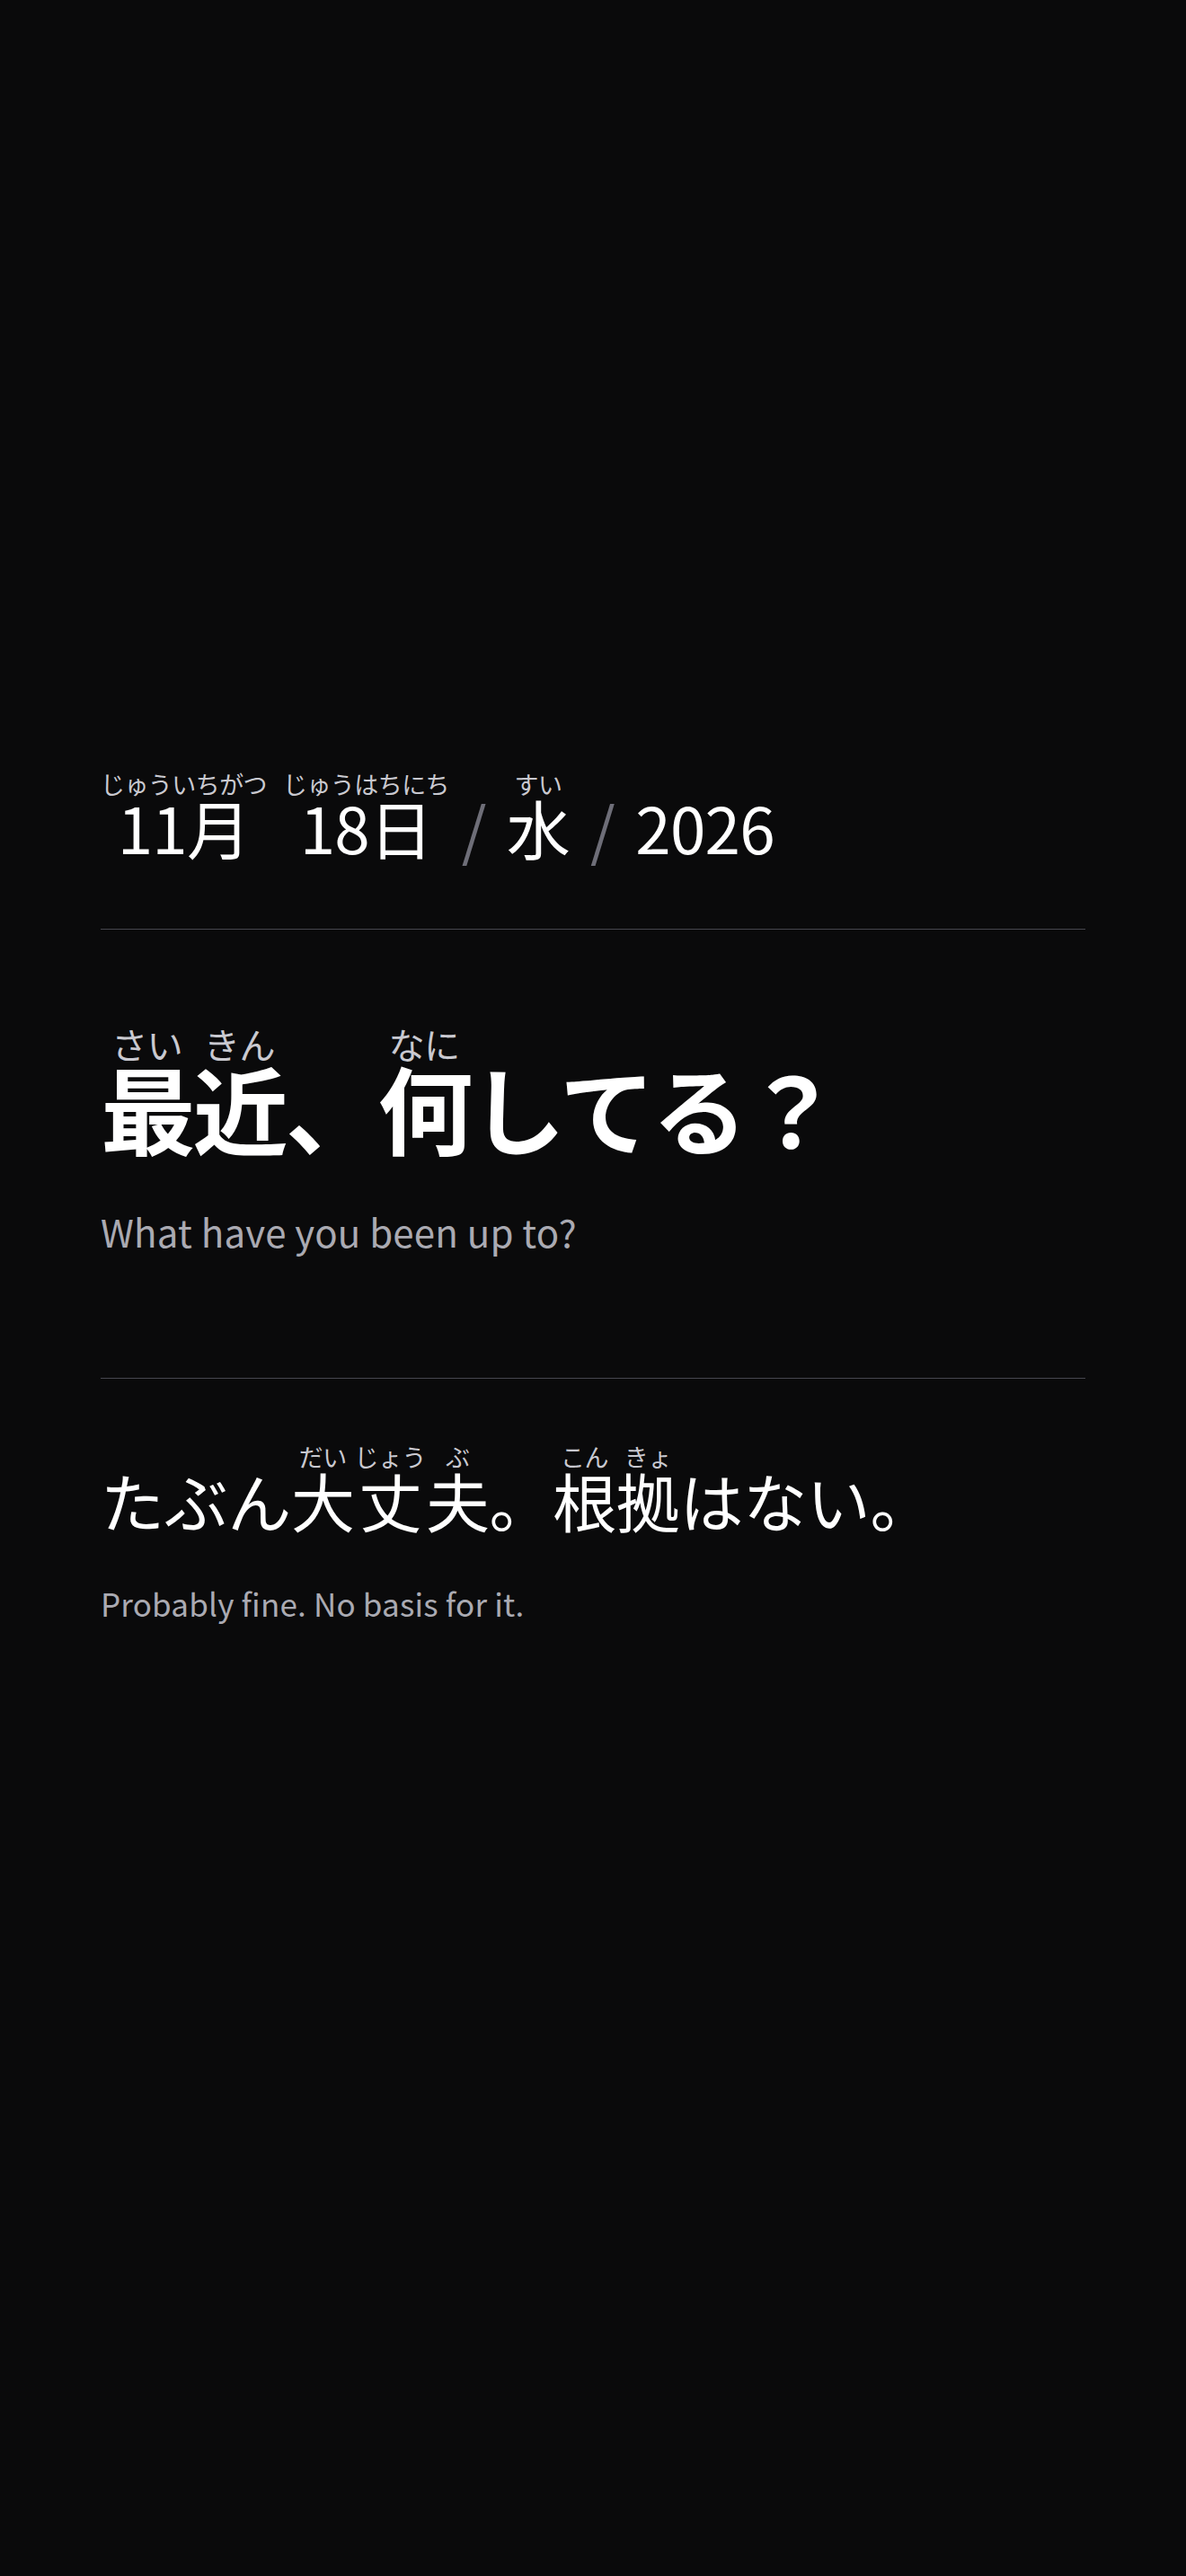 じゅういちがつ じゅうはちにち すい
11月 18日 / 水 / 2026
さい きん なに
最近、何してる？
What have you been up to?
だい じょう ぶ こん きょ
たぶん大丈夫。根拠はない。
Probably fine. No basis for it.